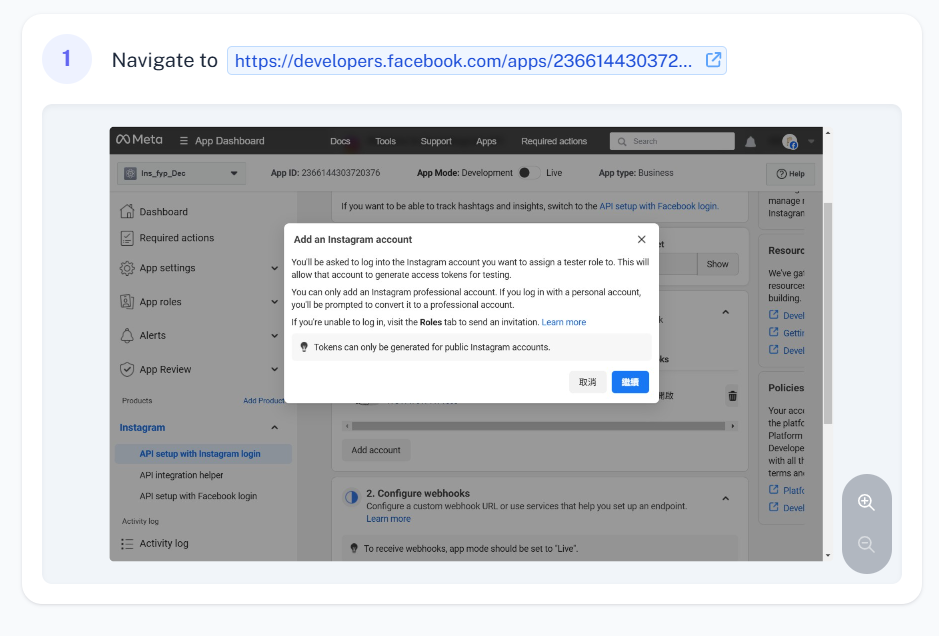 1
Navigate to https://developers.facebook.com/apps/236614430372...
Meta
App Dashboard
Docs
Tools
Support
Apps
Required actions
Search
Ins_fyp_Dec
App ID: 2366144303720376
App Mode: Development
Live
App type: Business
Help
Dashboard
Required actions
App settings
App roles
Alerts
App Review
Products
Add Product
Instagram
API setup with Instagram login
API integration helper
API setup with Facebook login
Activity log
Activity log
If you want to be able to track hashtags and insights, switch to the API setup with Facebook login.
Show
Add an Instagram account
You'll be asked to log into the Instagram account you want to assign a tester role to. This will
allow that account to generate access tokens for testing.
You can only add an Instagram professional account. If you log in with a personal account,
you'll be prompted to convert it to a professional account.
If you're unable to log in, visit the Roles tab to send an invitation. Learn more
Tokens can only be generated for public Instagram accounts.
取消
繼續
Add account
2. Configure webhooks
Configure a custom webhook URL or use services that help you set up an endpoint.
Learn more
To receive webhooks, app mode should be set to "Live".
manage
Instagran
Resourc
We've gat
resources
building.
Devel
Gettin
Devel
Policies
Your acce
the platfc
Platform
Develope
with all th
terms and
Platfc
Devel